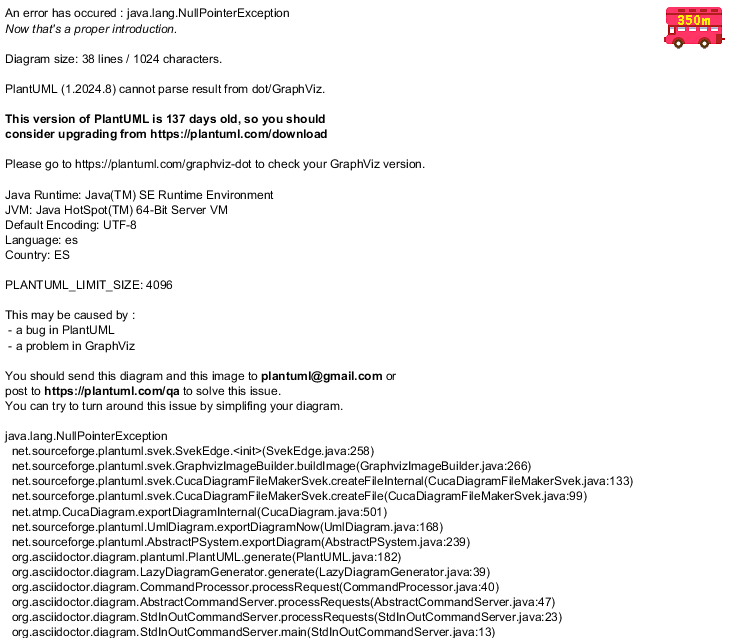 An error has occured : java.lang.NullPointerException
350m
Now that's a proper introduction.
Diagram size: 38 lines / 1024 characters.
PlantUML (1.2024.8) cannot parse result from dot/GraphViz.
This version of PlantUML is 137 days old, so you should
consider upgrading from https://plantuml.com/download
Please go to https://plantuml.com/graphviz-dot to check your GraphViz version.
Java Runtime: Java(TM) SE Runtime Environment
JVM: Java HotSpot(TM) 64-Bit Server VM
Default Encoding: UTF-8
Language: es
Country: ES
PLANTUML_LIMIT_SIZE: 4096
This may be caused by :
- a bug in PlantUML
- a problem in GraphViz
You should send this diagram and this image to plantuml@gmail.com or
post to https://plantuml.com/qa to solve this issue.
You can try to turn around this issue by simplifing your diagram.
java.lang.NullPointerException
net.sourceforge.plantuml.svek.SvekEdge.<init>(SvekEdge.java:258)
net.sourceforge.plantuml.svek.GraphvizImageBuilder.buildImage(GraphvizImageBuilder.java:266)
net.sourceforge.plantuml.svek.CucaDiagramFileMakerSvek.createFileInternal(CucaDiagramFileMakerSvek.java:133)
net.sourceforge.plantuml.svek.CucaDiagramFileMakerSvek.createFile(CucaDiagramFileMakerSvek.java:99)
net.atmp.CucaDiagram.exportDiagramInternal(CucaDiagram.java:501)
net.sourceforge.plantuml.UmlDiagram.exportDiagramNow(UmlDiagram.java:168)
net.sourceforge.plantuml.AbstractPSystem.exportDiagram(AbstractPSystem.java:239)
org.asciidoctor.diagram.plantuml.PlantUML.generate(PlantUML.java:182)
org.asciidoctor.diagram.LazyDiagramGenerator.generate(LazyDiagramGenerator.java:39)
org.asciidoctor.diagram.CommandProcessor.processRequest(CommandProcessor.java:40)
org.asciidoctor.diagram.AbstractCommandServer.processRequests(AbstractCommandServer.java:47)
org.asciidoctor.diagram.StdInOutCommandServer.processRequests(StdInOutCommandServer.java:23)
org.asciidoctor.diagram.StdInOutCommandServer.main(StdInOutCommandServer.java:13)